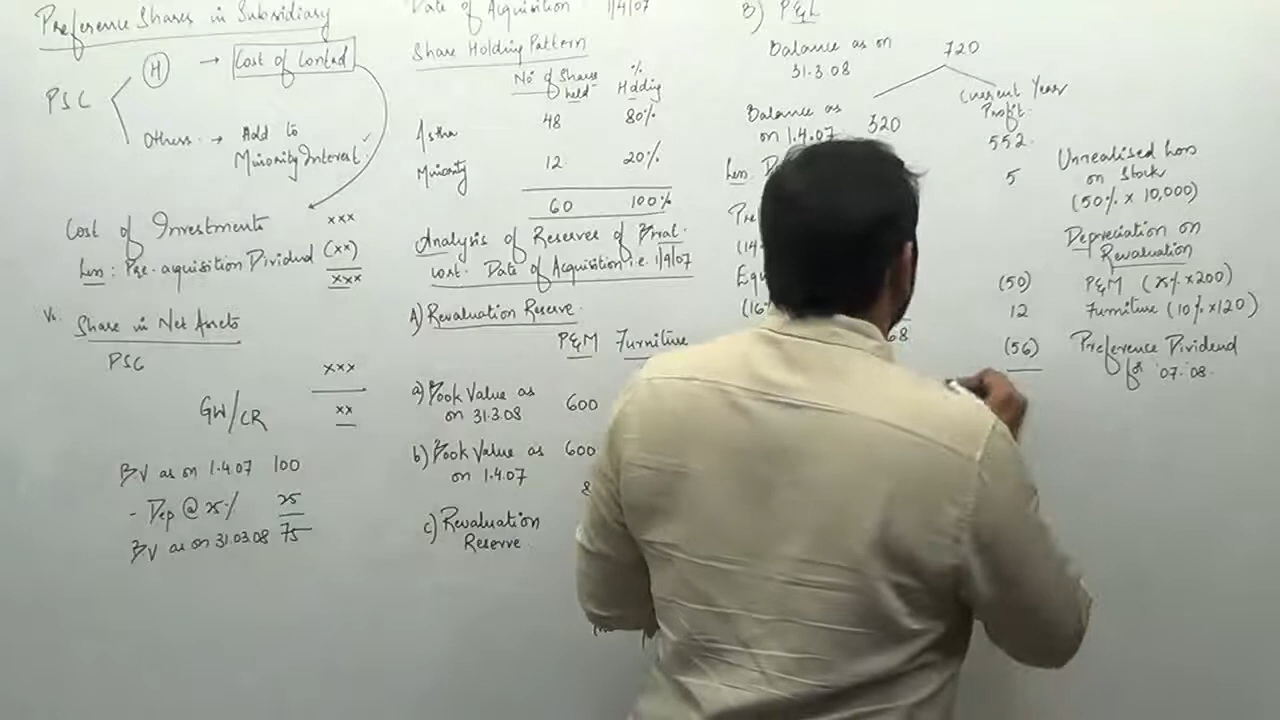 Preference Shares in Subsidiary
PSC
H → Cost of Control
Others → Add to
Minority Interest
Cost of Investments xxx
Less: Pre-aquisition Dividend (xx)
xxx
Vs.
Share in Net Assets
PSC xxx
GW/CR xx
BV as on 1.4.07 100
- Dep @ 25% 25
BV as on 31.03.08 75
Date of Acquisition 1/4/07
Share Holding Pattern
No of Shares held % Holding
Astha 48 80%
Minority 12 20%
60 100%
Analysis of Reserves of
Date of Acquisition i.e. 1/9/07
A) Revaluation Reserve
P&M Furniture
a) Book Value as
on 31.3.08 600
b) Book Value as 600
on 1.4.07
8
c) Revaluation
Reserve
B) P&L
Balance as on 720
31.3.08
Current Year
Profit
Balance as
on 1.4.07 320
552
Less
5 Unrealised Loss
on Stock
(50% x 10,000)
Depreciation on
Revaluation
(50) P&M (25% x 200)
12 Furniture (10% x 120)
68
(56) Preference Dividend
for '07-'08